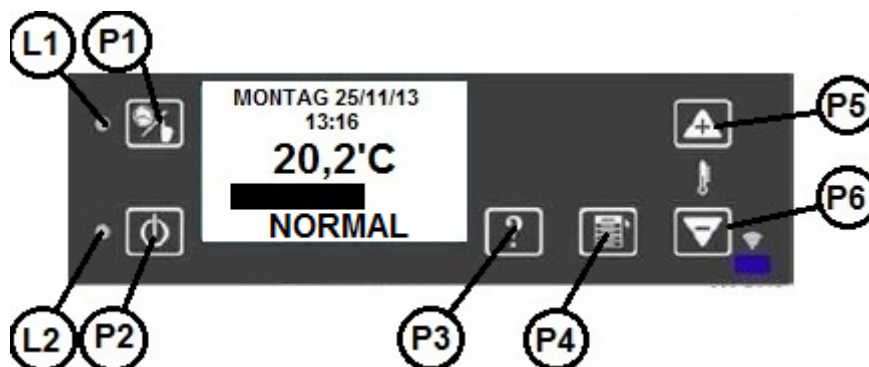 L1
P1
MONTAG 25/11/13
13:16
20,2'C
NORMAL
P5
P6
?
L2
P2
P3
P4